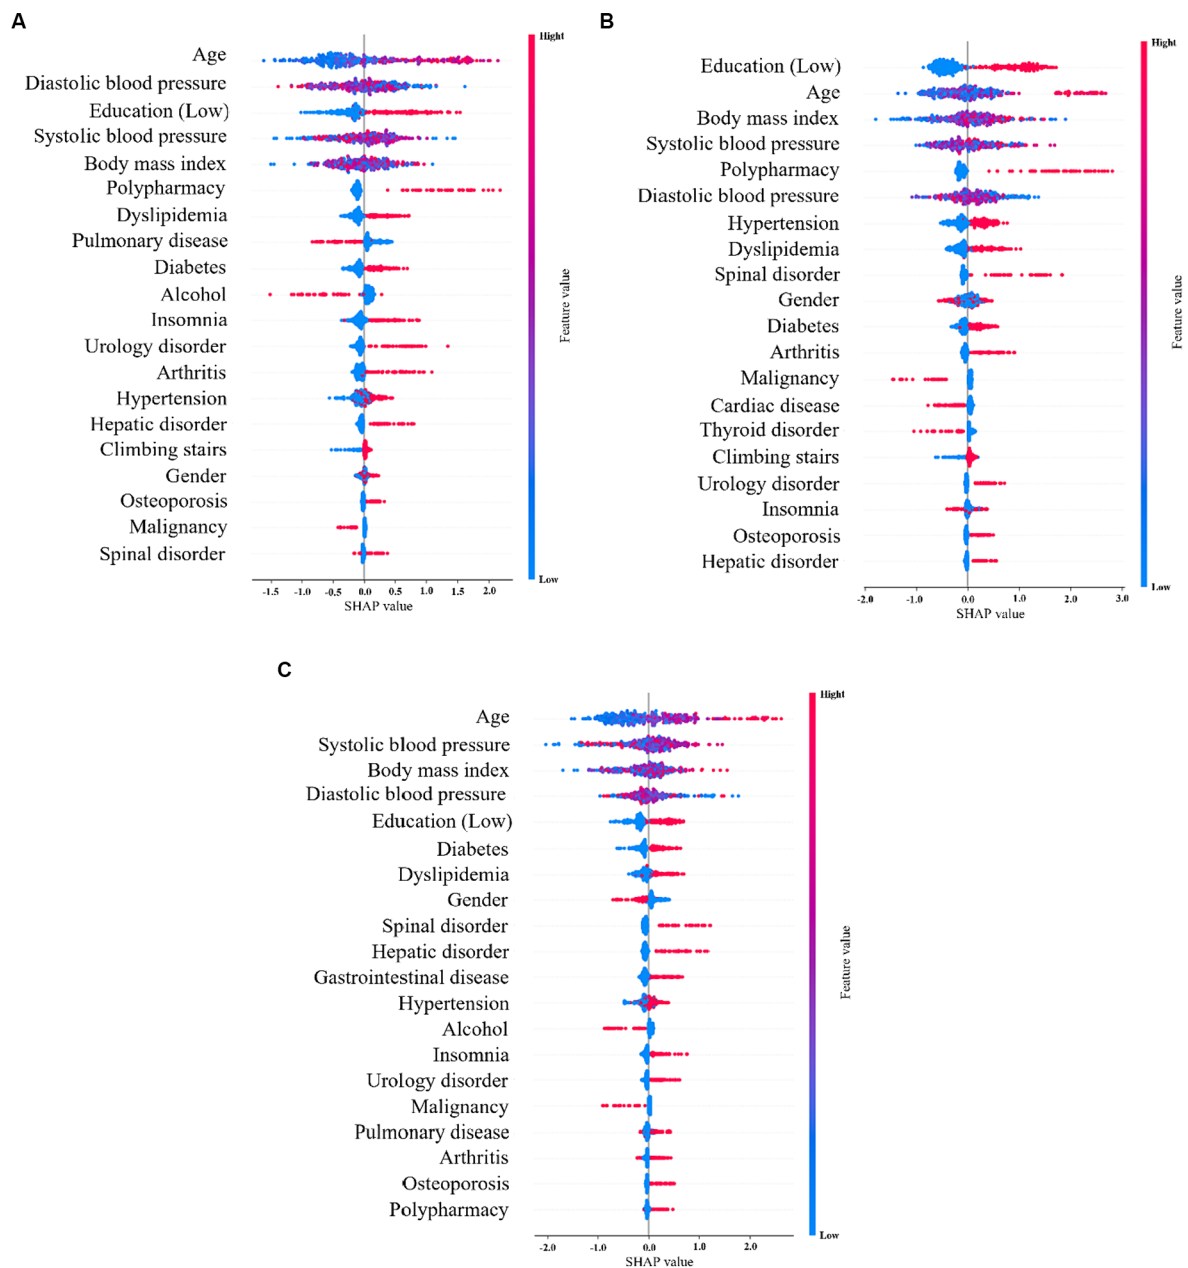 A
Hight
Age
Diastolic blood pressure
Education (Low)
Systolic blood pressure
Body mass index
Polypharmacy
Dyslipidemia
Pulmonary disease
Diabetes
Alcohol
Insomnia
Urology disorder
Arthritis
Hypertension
Hepatic disorder
Climbing stairs
Gender
Osteoporosis
Malignancy
Spinal disorder
Feature value
Low
-1.5 -1.0 -0.5 0.0 0.5 1.0 1.5 2.0
SHAP value
B
Hight
Education (Low)
Age
Body mass index
Systolic blood pressure
Polypharmacy
Diastolic blood pressure
Hypertension
Dyslipidemia
Spinal disorder
Gender
Diabetes
Arthritis
Malignancy
Cardiac disease
Thyroid disorder
Climbing stairs
Urology disorder
Insomnia
Osteoporosis
Hepatic disorder
Feature value
Low
-2.0 -1.0 0.0 1.0 2.0 3.0
SHAP value
C
Hight
Age
Systolic blood pressure
Body mass index
Diastolic blood pressure
Education (Low)
Diabetes
Dyslipidemia
Gender
Spinal disorder
Hepatic disorder
Gastrointestinal disease
Hypertension
Alcohol
Insomnia
Urology disorder
Malignancy
Pulmonary disease
Arthritis
Osteoporosis
Polypharmacy
Feature value
Low
-2.0 -1.0 0.0 1.0 2.0
SHAP value